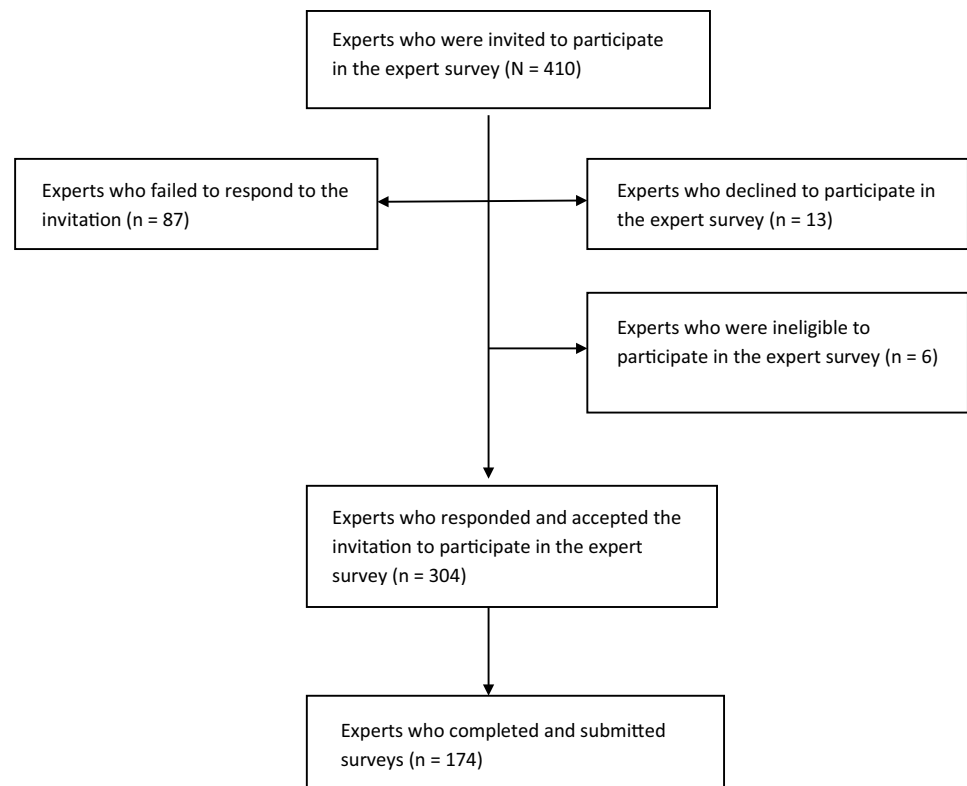 Experts who were invited to participate
in the expert survey (N = 410)
Experts who failed to respond to the
invitation (n = 87)
Experts who declined to participate in
the expert survey (n = 13)
Experts who were ineligible to
participate in the expert survey (n = 6)
Experts who responded and accepted the
invitation to participate in the expert
survey (n = 304)
Experts who completed and submitted
surveys (n = 174)